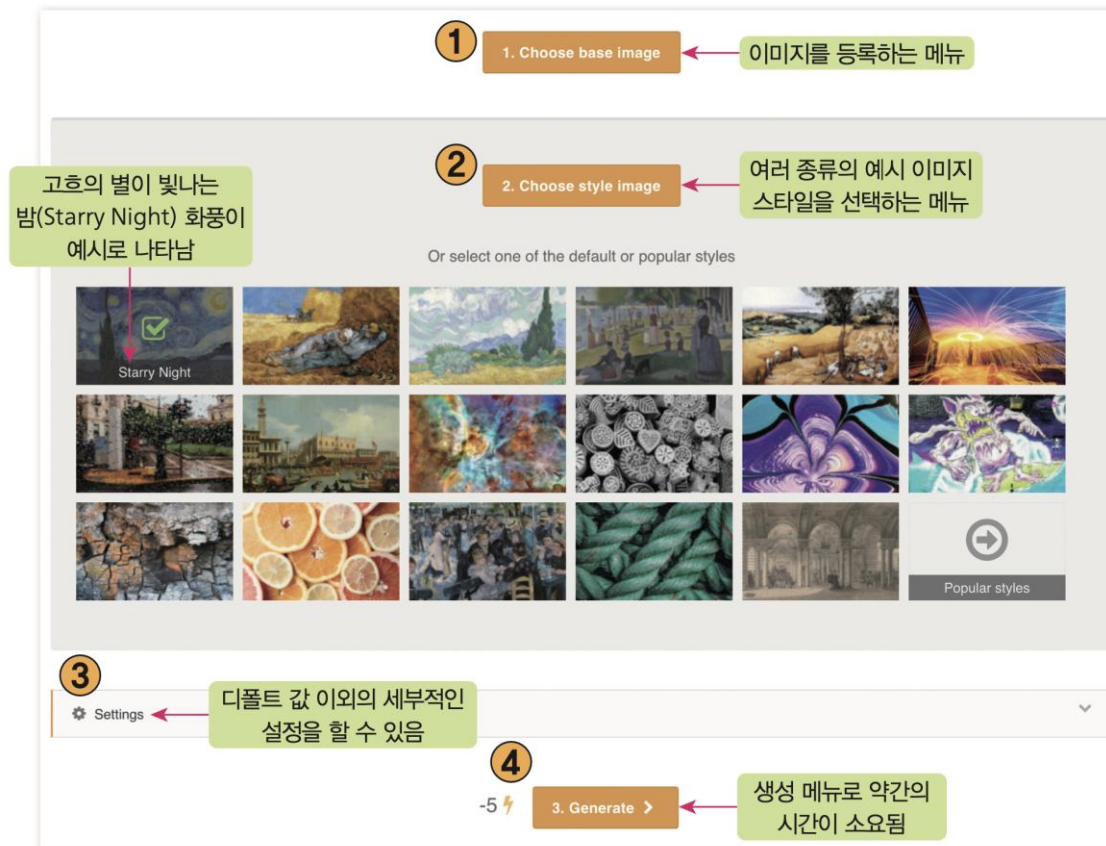 1
1. Choose base image
이미지를 등록하는 메뉴
2
2. Choose style image
여러 종류의 예시 이미지
스타일을 선택하는 메뉴
고흐의 별이 빛나는
밤(Starry Night) 화풍이
예시로 나타남
Or select one of the default or popular styles
Starry Night
Popular styles
3
Settings
디폴트 값 이외의 세부적인
설정을 할 수 있음
4
-5
3. Generate
생성 메뉴로 약간의
시간이 소요됨